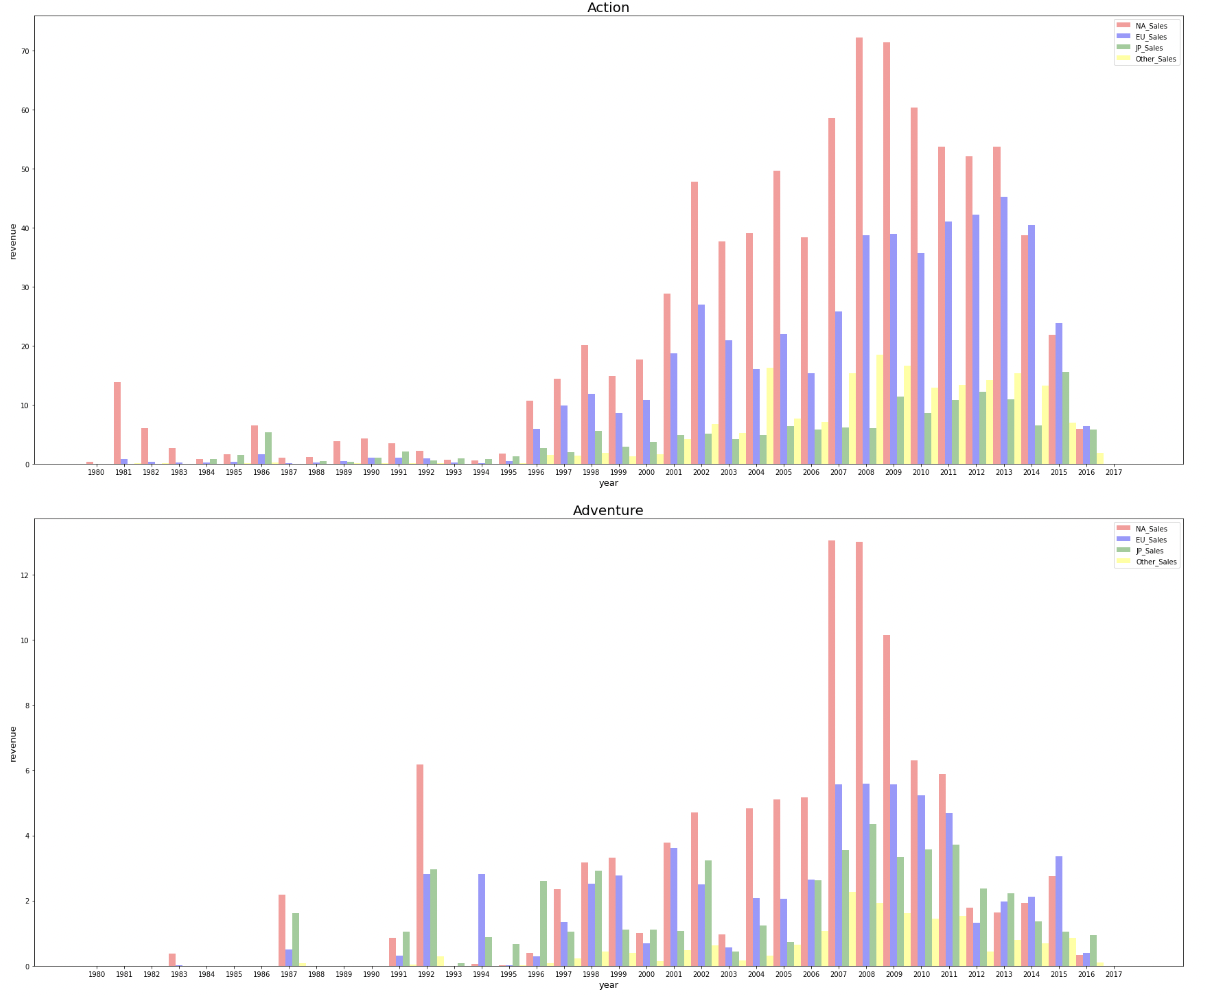 Action
NA_Sales
EU_Sales
JP_Sales
Other_Sales
70
60
50
40
30
20
10
0
revenue
1980 1981 1982 1983 1984 1985 1986 1987 1988 1989 1990 1991 1992 1993 1994 1995 1996 1997 1998 1999 2000 2001 2002 2003 2004 2005 2006 2007 2008 2009 2010 2011 2012 2013 2014 2015 2016 2017
year
Adventure
NA_Sales
EU_Sales
JP_Sales
Other_Sales
12
10
8
6
4
2
0
revenue
1980 1981 1982 1983 1984 1985 1986 1987 1988 1989 1990 1991 1992 1993 1994 1995 1996 1997 1998 1999 2000 2001 2002 2003 2004 2005 2006 2007 2008 2009 2010 2011 2012 2013 2014 2015 2016 2017
year